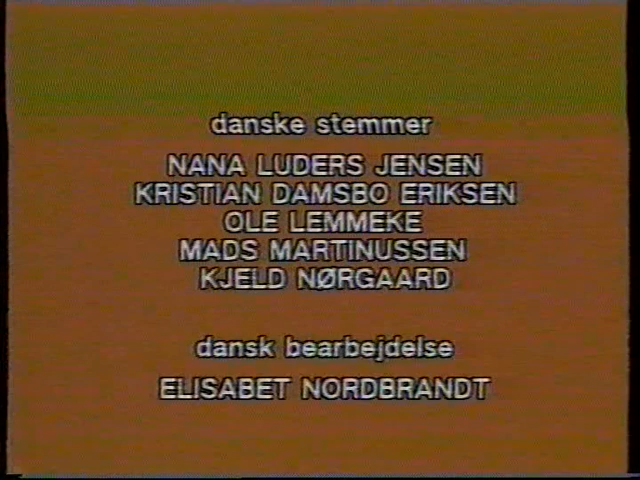 danske stemmer
NANA LUDERS JENSEN
KRISTIAN DAMSBO ERIKSEN
OLE LEMMEKE
MADS MARTINUSSEN
KJELD NØRGAARD
dansk bearbejdelse
ELISABET NORDBRANDT